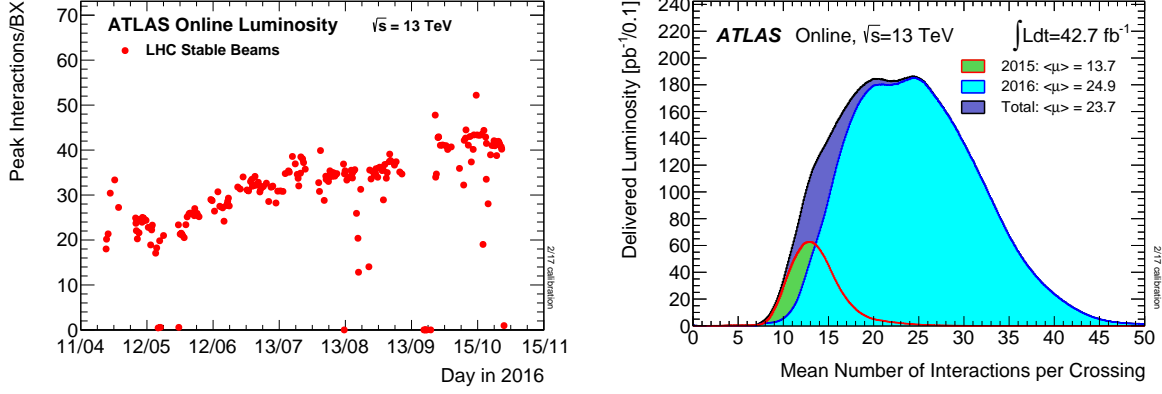 Peak Interactions/BX
ATLAS Online Luminosity √s = 13 TeV
LHC Stable Beams
70
60
50
40
30
20
10
0
11/04 12/05 12/06 13/07 13/08 13/09 15/10 15/11
Day in 2016
2/17 calibration
Delivered Luminosity [pb⁻¹/0.1]
240
220
200
180
160
140
120
100
80
60
40
20
0
ATLAS Online, √s=13 TeV ∫Ldt=42.7 fb⁻¹
2015: <μ> = 13.7
2016: <μ> = 24.9
Total: <μ> = 23.7
0 5 10 15 20 25 30 35 40 45 50
Mean Number of Interactions per Crossing
2/17 calibration